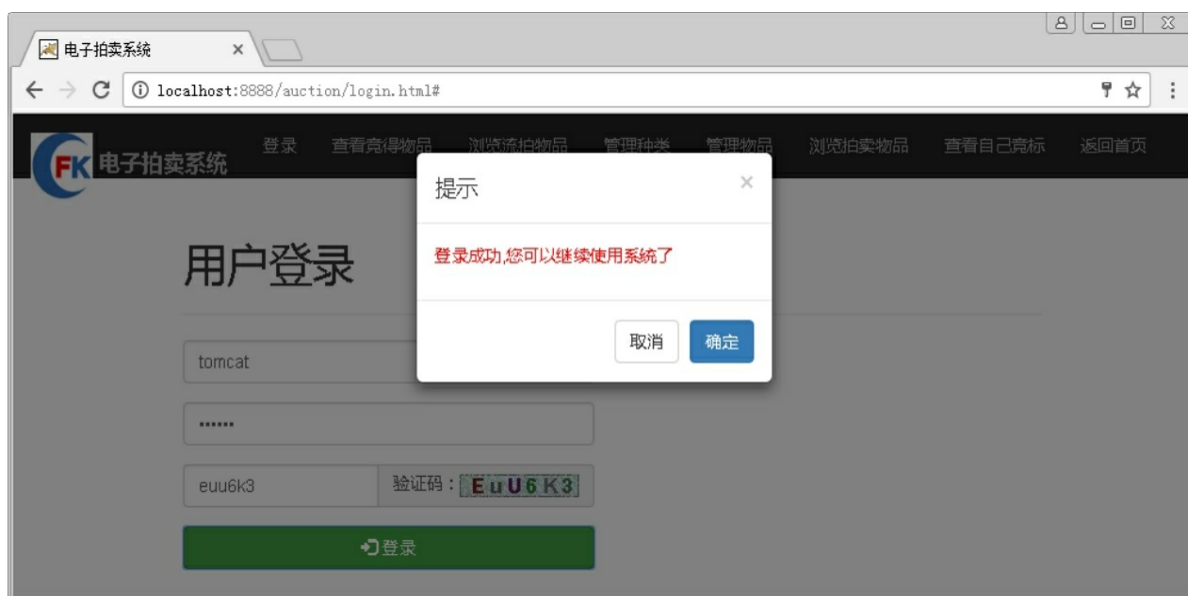 电子拍卖系统
localhost:8888/auction/login.html#
FK 电子拍卖系统 登录 查看竞得物品 浏览流拍物品 管理种类 管理物品 浏览拍卖物品 查看自己竞标 返回首页
提示 ×
登录成功,您可以继续使用系统了
取消 确定
用户登录
tomcat
••••••
euu6k3 验证码: EuU6K3
登录